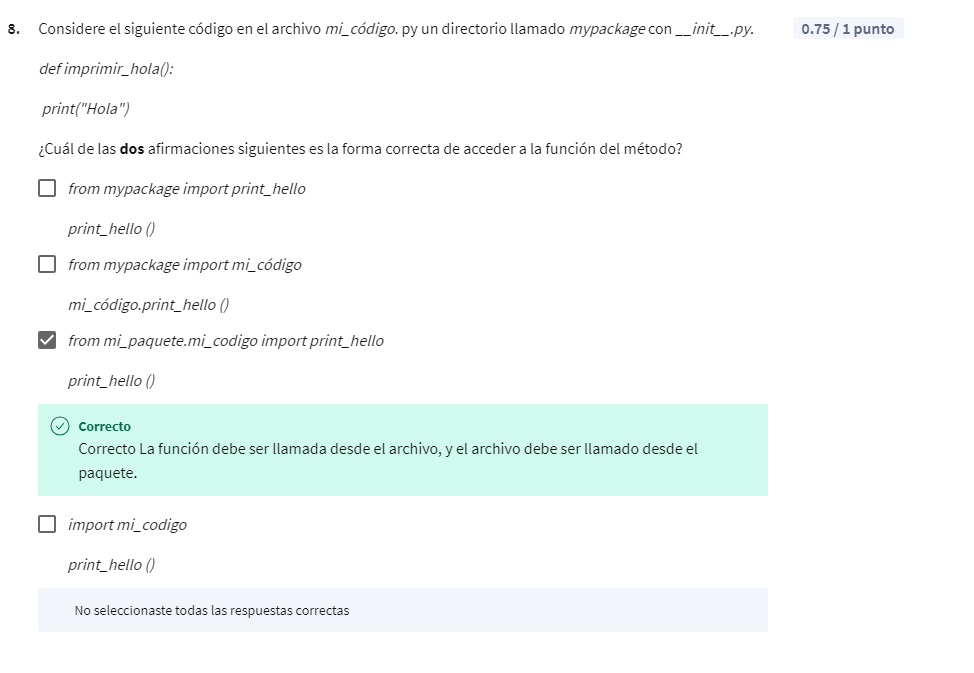 8. Considere el siguiente código en el archivo mi_código. py un directorio llamado mypackage con __init__.py. 0.75 / 1 punto
def imprimir_hola():
print("Hola")
¿Cuál de las dos afirmaciones siguientes es la forma correcta de acceder a la función del método?
from mypackage import print_hello
print_hello ()
from mypackage import mi_código
mi_código.print_hello ()
from mi_paquete.mi_codigo import print_hello
print_hello ()
Correcto
Correcto La función debe ser llamada desde el archivo, y el archivo debe ser llamado desde el
paquete.
import mi_codigo
print_hello ()
No seleccionaste todas las respuestas correctas